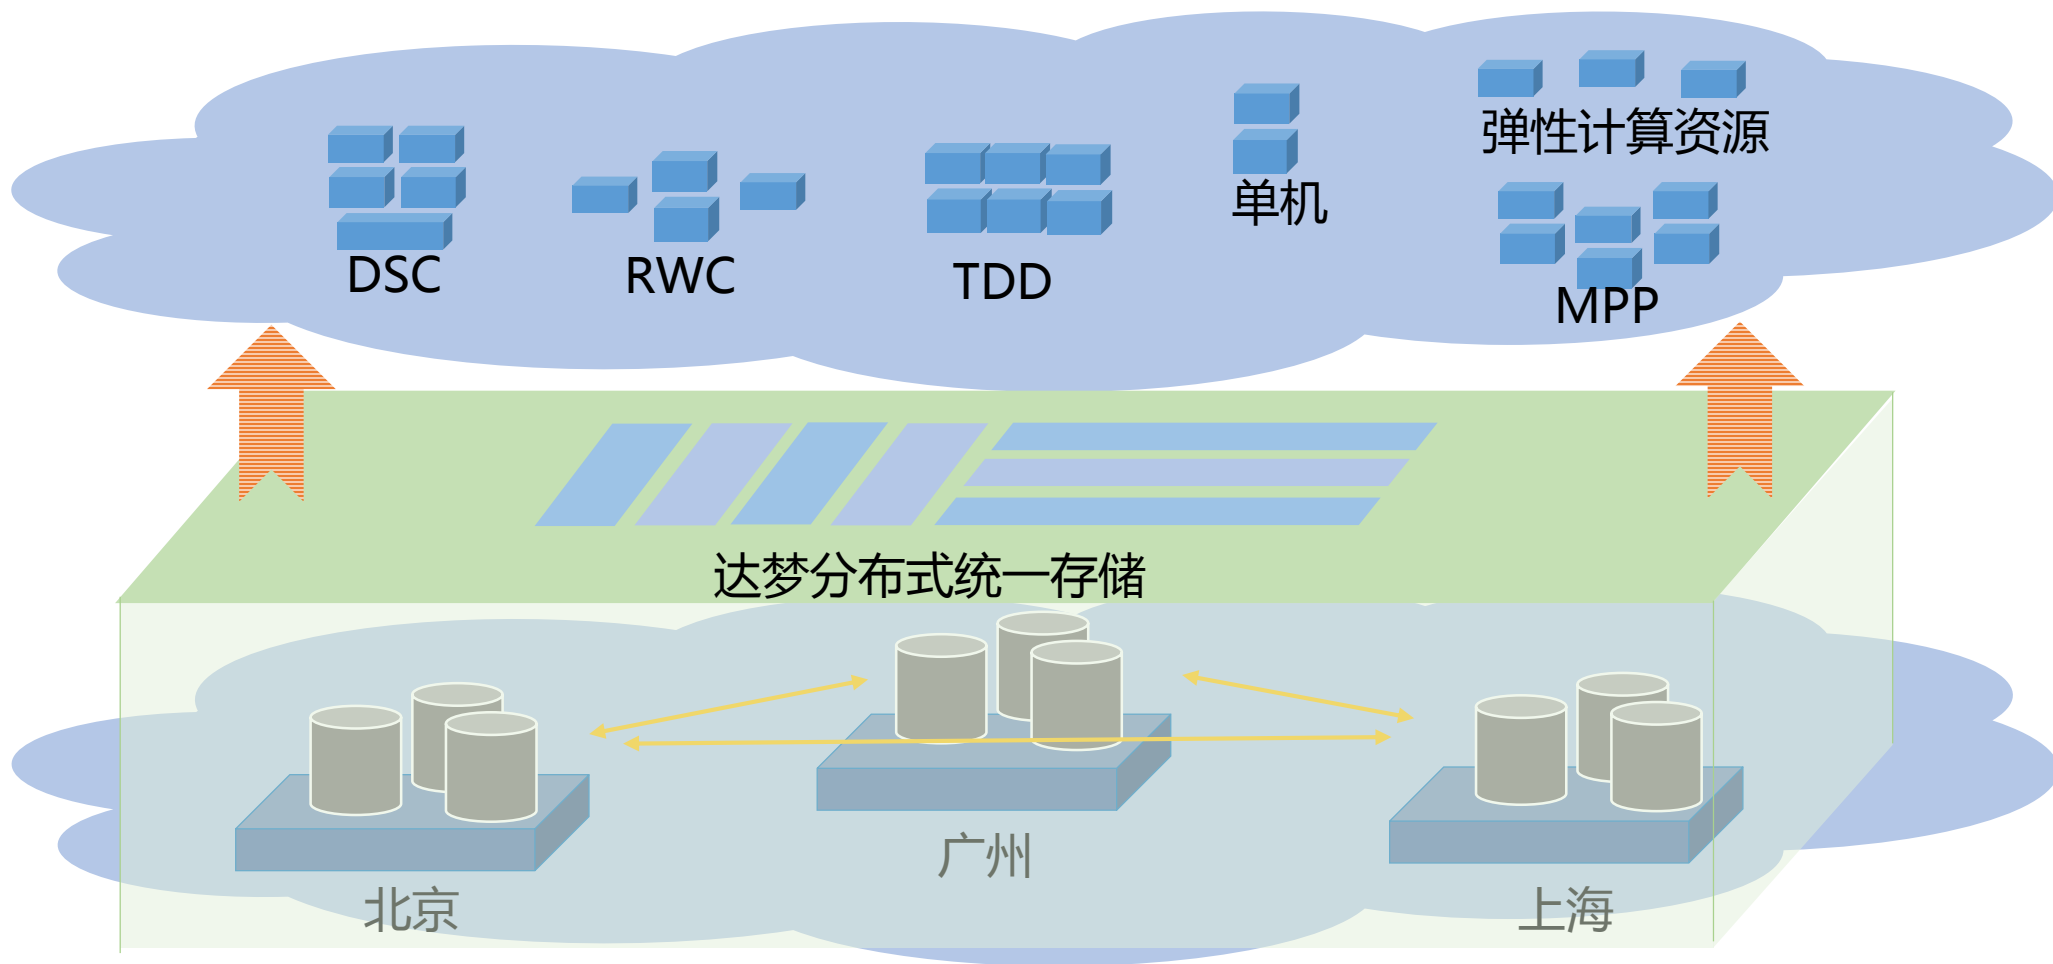 弹性计算资源
单机
DSC
RWC
TDD
MPP
达梦分布式统一存储
广州
北京
上海